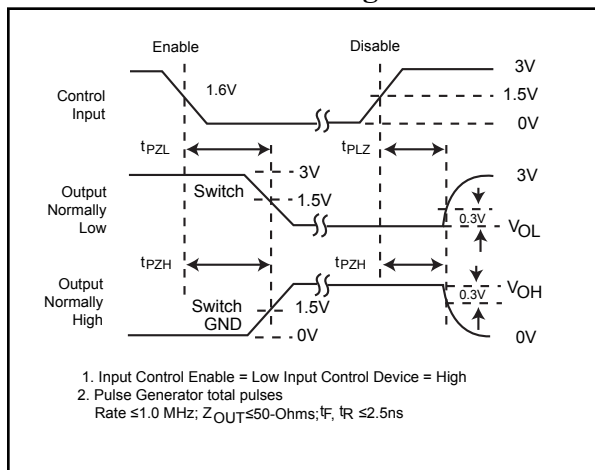 Enable
Disable
Control
Input
1.6V
3V
1.5V
0V
tPZL
tPLZ
Output
Normally
Low
Switch
3V
1.5V
3V
0.3V
VOL
tPZH
tPZH
Output
Normally
High
Switch
GND
1.5V
0V
VOH
0.3V
0V
1. Input Control Enable = Low Input Control Device = High
2. Pulse Generator total pulses
Rate ≤1.0 MHz; ZOUT≤50-Ohms;tF, tR ≤2.5ns